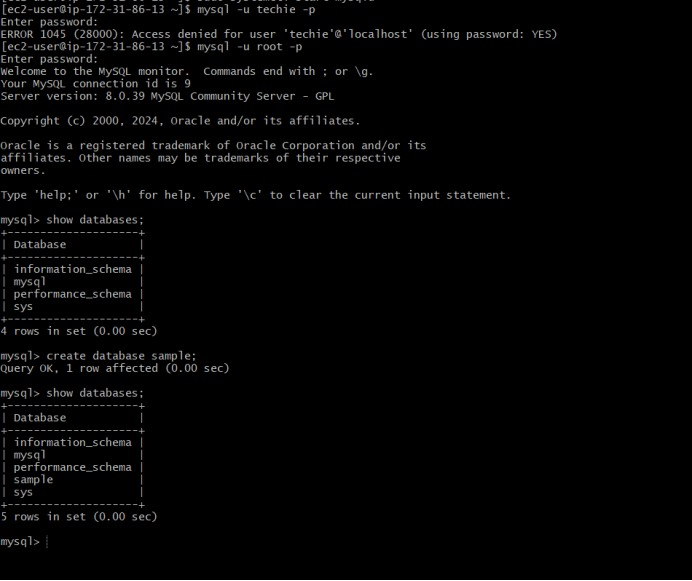 [ec2-user@ip-172-31-86-13 ~]$ mysql -u techie -p
Enter password:
ERROR 1045 (28000): Access denied for user 'techie'@'localhost' (using password: YES)
[ec2-user@ip-172-31-86-13 ~]$ mysql -u root -p
Enter password:
Welcome to the MySQL monitor.  Commands end with ; or \g.
Your MySQL connection id is 9
Server version: 8.0.39 MySQL Community Server - GPL

Copyright (c) 2000, 2024, Oracle and/or its affiliates.

Oracle is a registered trademark of Oracle Corporation and/or its
affiliates. Other names may be trademarks of their respective
owners.

Type 'help;' or '\h' for help. Type '\c' to clear the current input statement.

mysql> show databases;
+--------------------+
| Database           |
+--------------------+
| information_schema |
| mysql              |
| performance_schema |
| sys                |
+--------------------+
4 rows in set (0.00 sec)

mysql> create database sample;
Query OK, 1 row affected (0.00 sec)

mysql> show databases;
+--------------------+
| Database           |
+--------------------+
| information_schema |
| mysql              |
| performance_schema |
| sample             |
| sys                |
+--------------------+
5 rows in set (0.00 sec)

mysql>